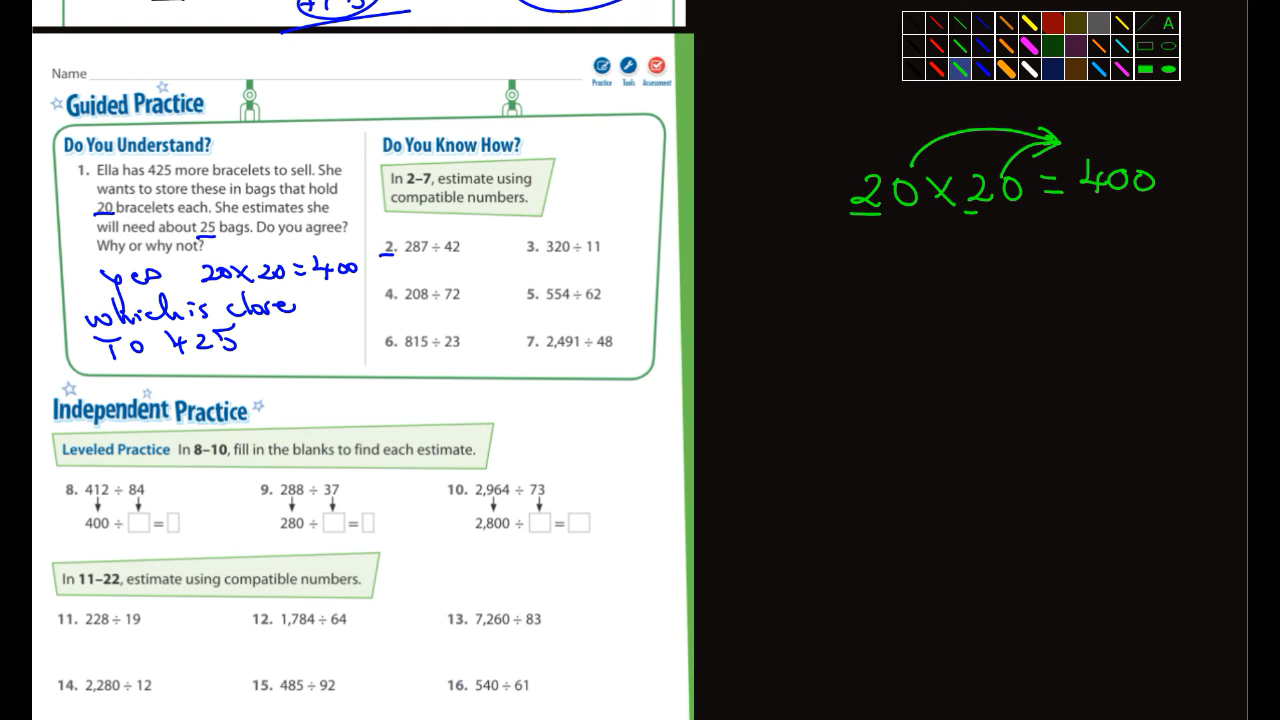 Name
Practice Tools Assessment
Guided Practice
Do You Understand?
1. Ella has 425 more bracelets to sell. She
wants to store these in bags that hold
20 bracelets each. She estimates she
will need about 25 bags. Do you agree?
Why or why not?
yes 20×20=400
which is close
To 425
Do You Know How?
In 2–7, estimate using
compatible numbers.
2. 287 ÷ 42 3. 320 ÷ 11
4. 208 ÷ 72 5. 554 ÷ 62
6. 815 ÷ 23 7. 2,491 ÷ 48
Independent Practice
Leveled Practice In 8–10, fill in the blanks to find each estimate.
8. 412 ÷ 84 9. 288 ÷ 37 10. 2,964 ÷ 73
400 ÷ = 280 ÷ = 2,800 ÷ =
In 11–22, estimate using compatible numbers.
11. 228 ÷ 19 12. 1,784 ÷ 64 13. 7,260 ÷ 83
14. 2,280 ÷ 12 15. 485 ÷ 92 16. 540 ÷ 61
A
20×20=400